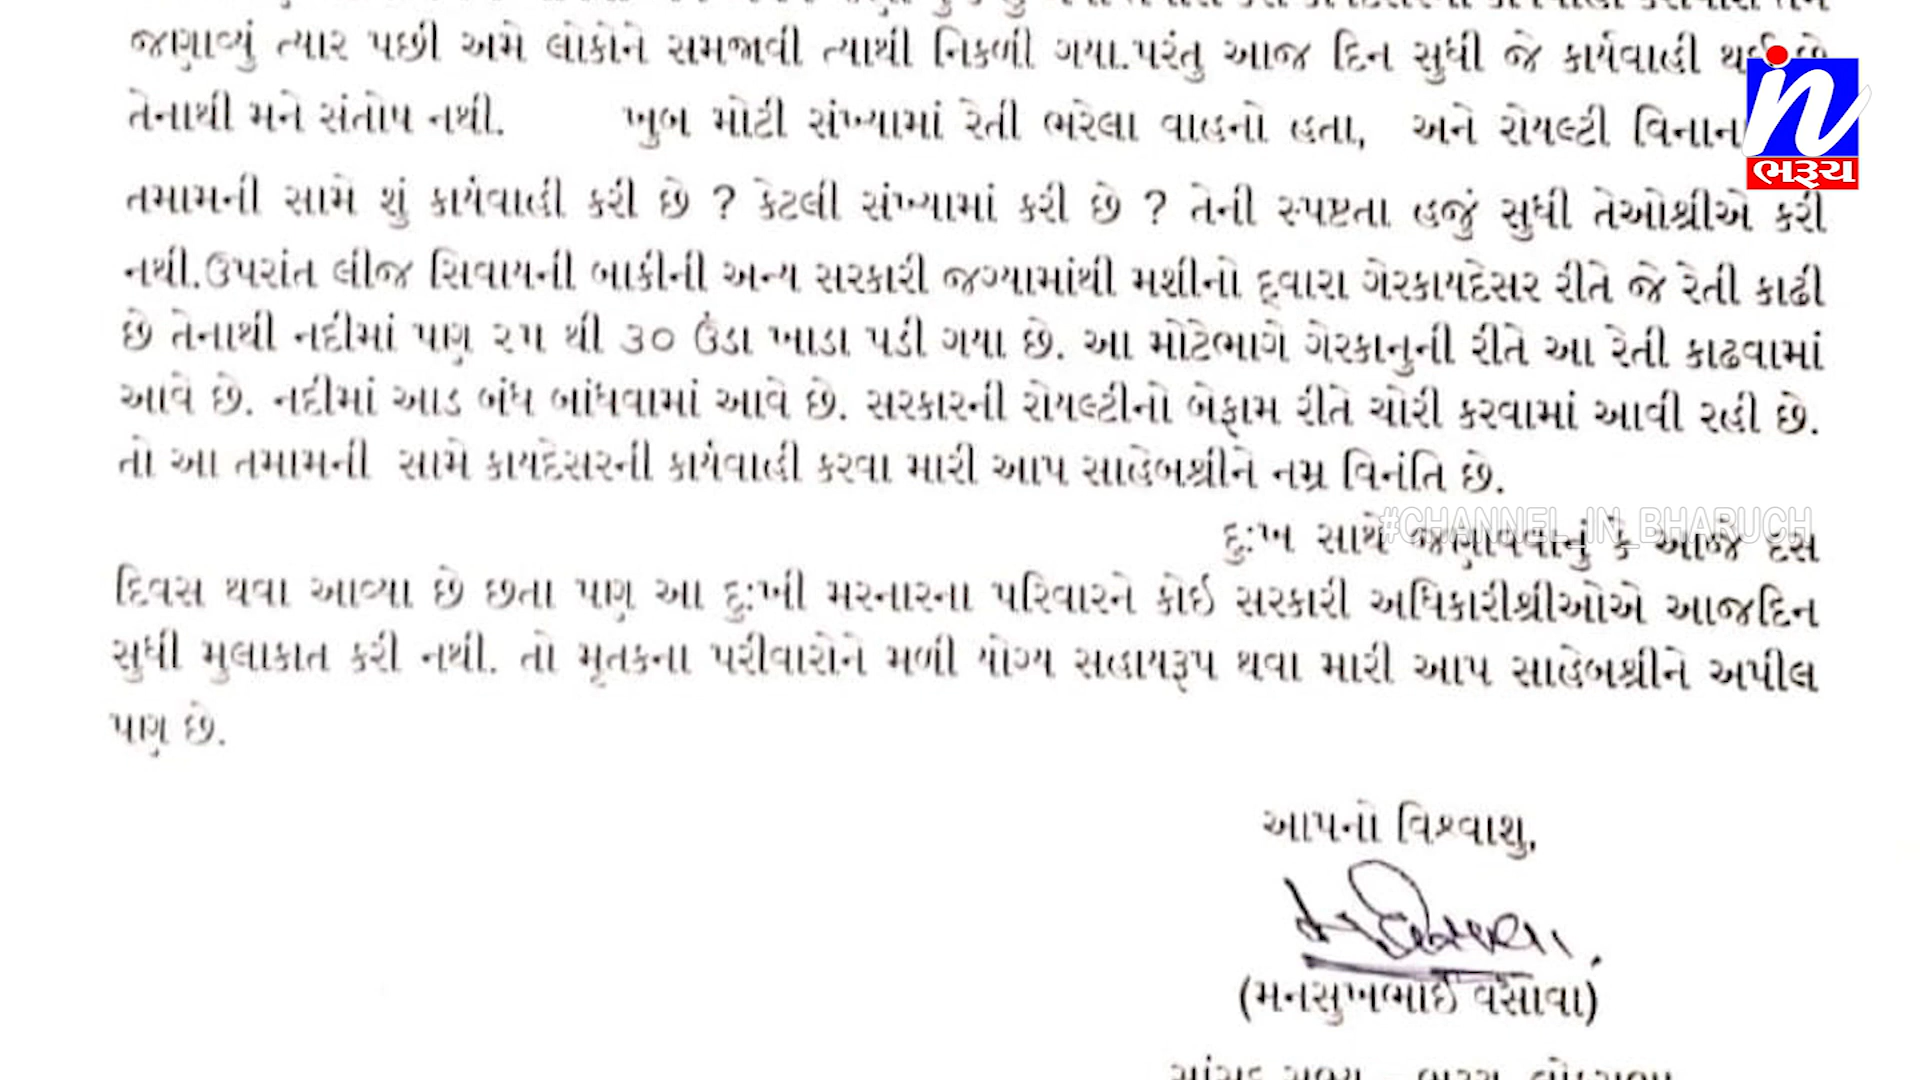 જણાવ્યું ત્યાર પછી અમે લોકોને સમજાવી ત્યાથી નિકળી ગયા.પરંતુ આજ દિન સુધી જે કાર્યવાહી થઈ છે
તેનાથી મને સંતોષ નથી. ખુબ મોટી સંખ્યામાં રેતી ભરેલા વાહનો હતા, અને રોયલ્ટી વિનાના
તમામની સામે શું કાર્યવાહી કરી છે ? કેટલી સંખ્યામાં કરી છે ? તેની સ્પષ્ટતા હજું સુધી તેઓશ્રીએ કરી
નથી.ઉપરાંત લીજ સિવાયની બાકીની અન્ય સરકારી જગ્યામાંથી મશીનો દ્વારા ગેરકાયદેસર રીતે જે રેતી કાઢી
છે તેનાથી નદીમાં પણ ૨૫ થી ૩૦ ઉંડા ખાડા પડી ગયા છે. આ મોટેભાગે ગેરકાનુની રીતે આ રેતી કાઢવામાં
આવે છે. નદીમાં આડ બંધ બાંધવામાં આવે છે. સરકારની રોયલ્ટીનો બેફામ રીતે ચોરી કરવામાં આવી રહી છે.
તો આ તમામની સામે કાયદેસરની કાર્યવાહી કરવા મારી આપ સાહેબશ્રીને નમ્ર વિનંતિ છે.
#CHANNEL_IN_BHARUCH
દુ:ખ સાથે જણાવવાનું કે આજે દસ
દિવસ થવા આવ્યા છે છતા પણ આ દુ:ખી મરનારના પરિવારને કોઇ સરકારી અધિકારીશ્રીઓએ આજદિન
સુધી મુલાકાત કરી નથી. તો મૃતકના પરીવારોને મળી યોગ્ય સહાયરૂપ થવા મારી આપ સાહેબશ્રીને અપીલ
પણ છે.
આપનો વિશ્વાશુ,
(મનસુખભાઈ વસાવા)
in
ભરૂચ